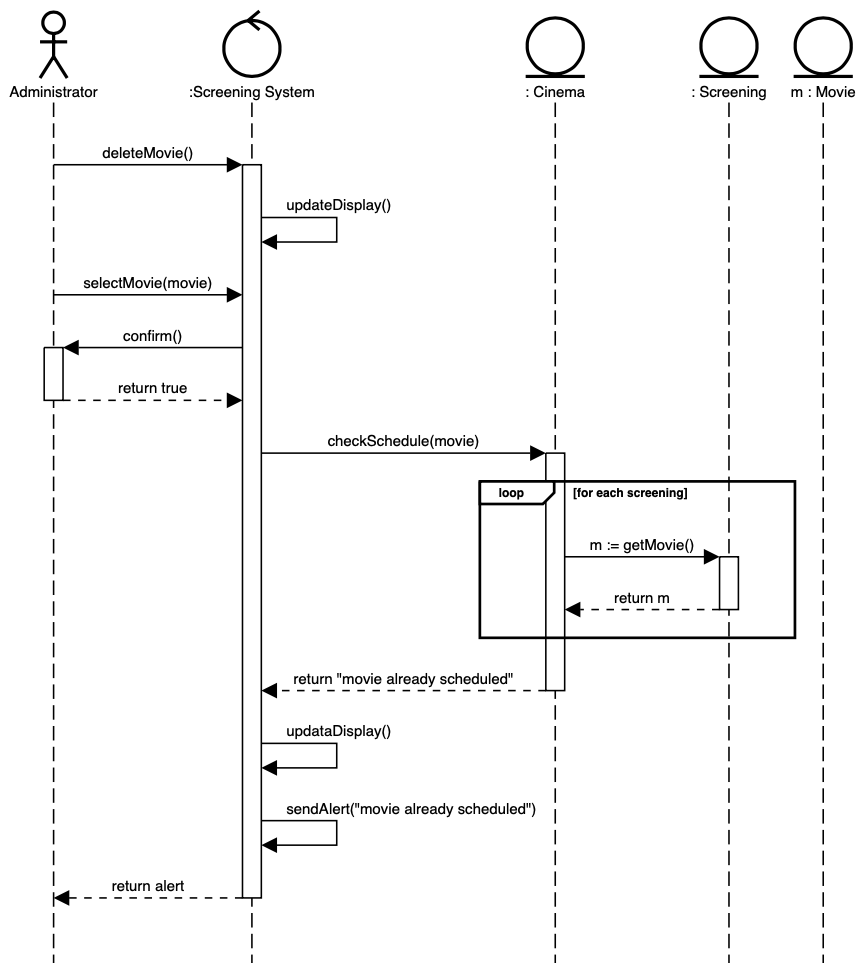 Administrator
:Screening System
: Cinema
: Screening
m : Movie
deleteMovie()
updateDisplay()
selectMovie(movie)
confirm()
return true
checkSchedule(movie)
loop
[for each screening]
m := getMovie()
return m
return "movie already scheduled"
updataDisplay()
sendAlert("movie already scheduled")
return alert